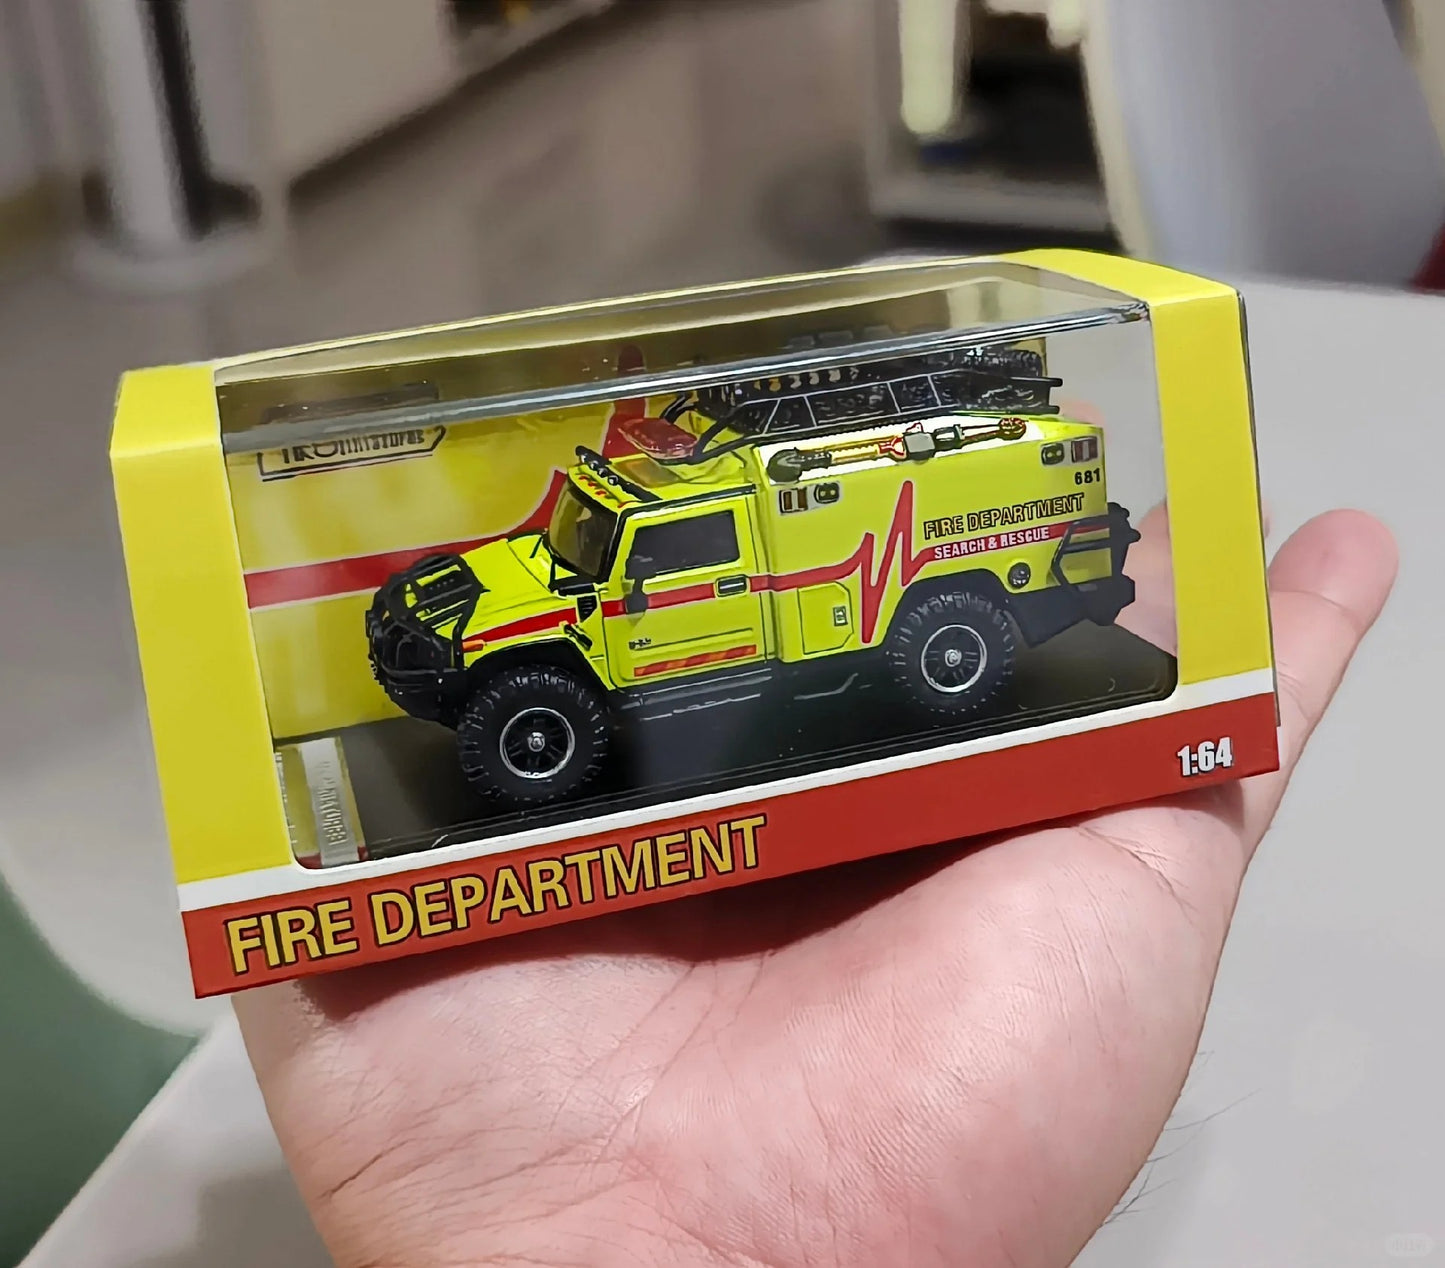 681
FIRE DEPARTMENT
SEARCH & RESCUE
1:64
FIRE DEPARTMENT